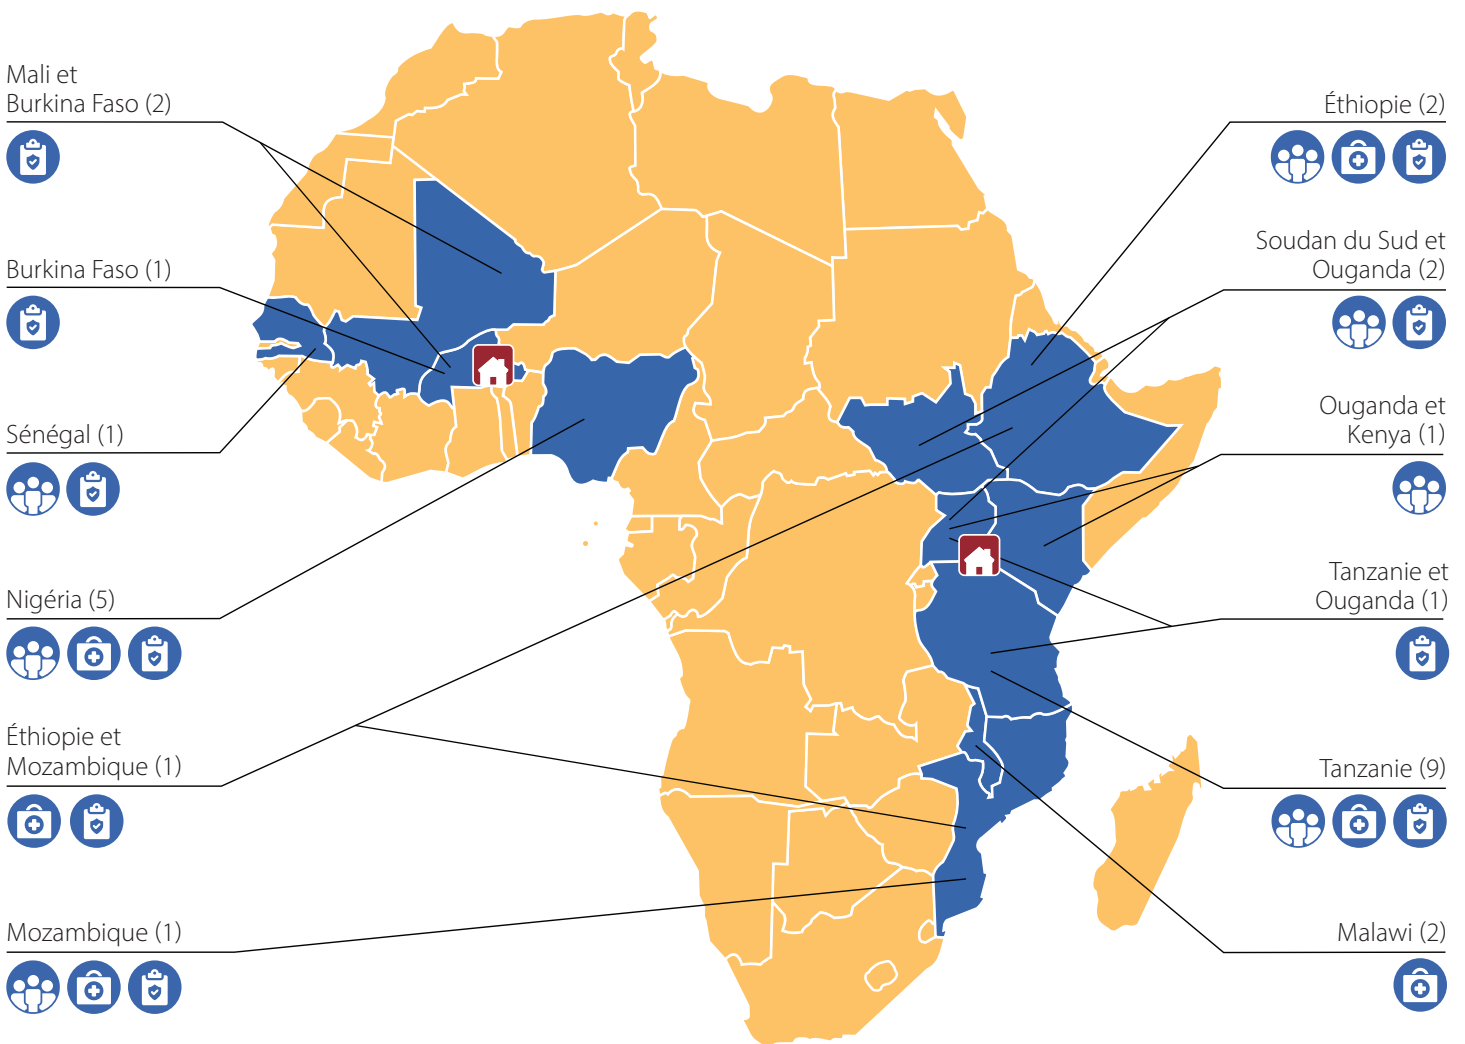 Mali et
Burkina Faso (2)
Burkina Faso (1)
Sénégal (1)
Nigéria (5)
Éthiopie et
Mozambique (1)
Mozambique (1)
Éthiopie (2)
Soudan du Sud et
Ouganda (2)
Ouganda et
Kenya (1)
Tanzanie et
Ouganda (1)
Tanzanie (9)
Malawi (2)